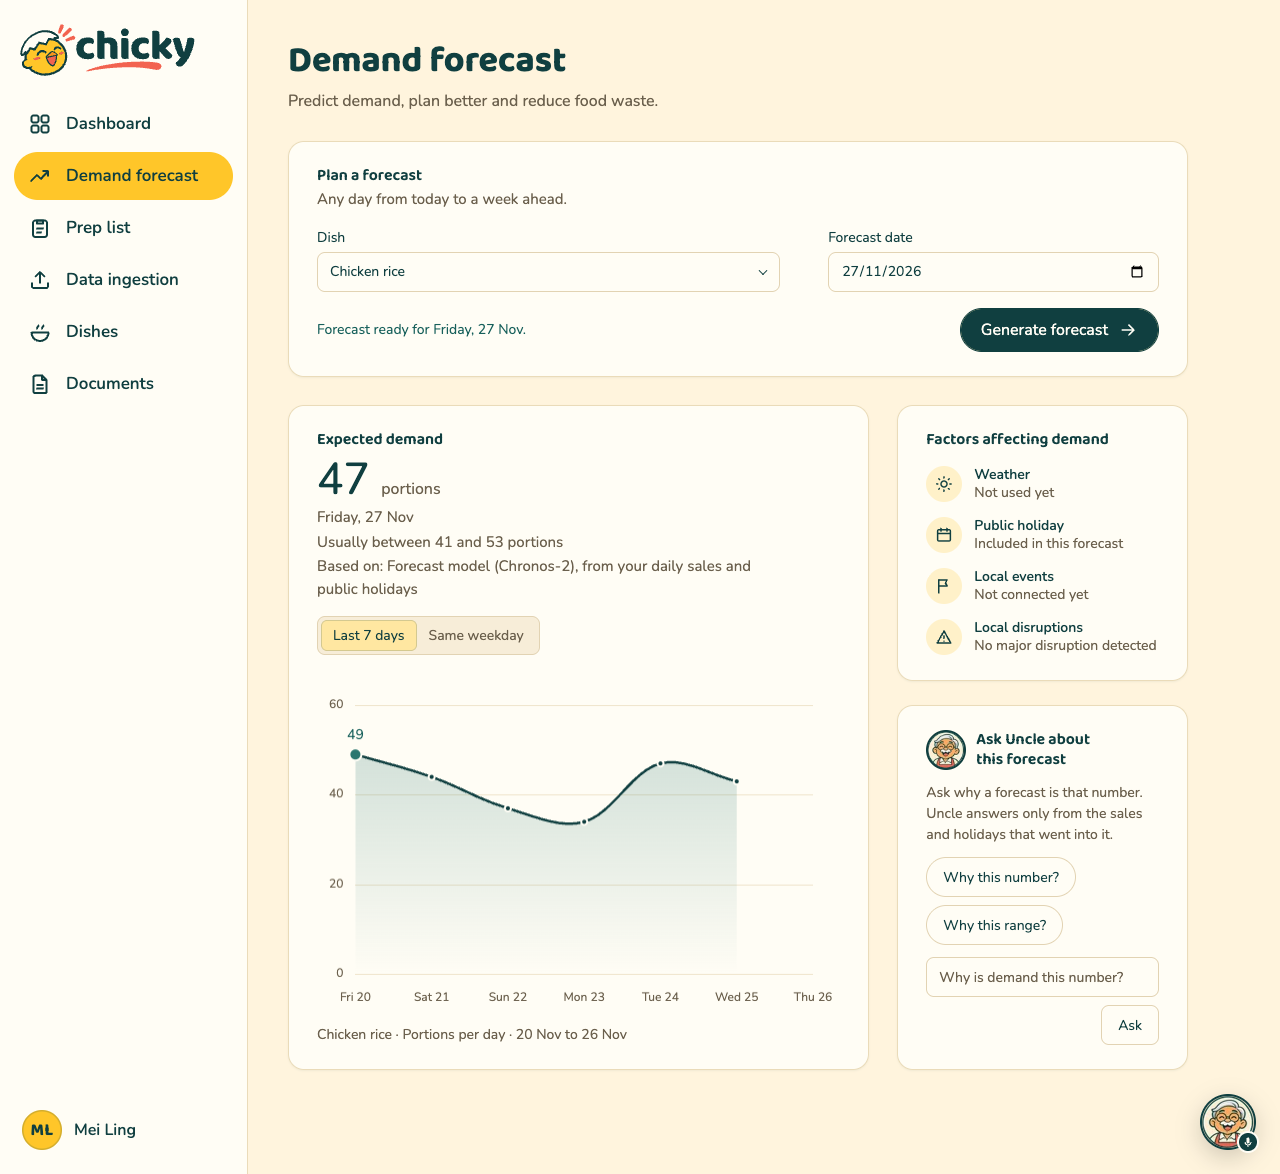 chicky
Dashboard
Demand forecast
Prep list
Data ingestion
Dishes
Documents
ML
Mei Ling
Demand forecast
Predict demand, plan better and reduce food waste.
Plan a forecast
Any day from today to a week ahead.
Dish
Forecast date
Chicken rice
27/11/2026
Forecast ready for Friday, 27 Nov.
Generate forecast
Expected demand
47 portions
Friday, 27 Nov
Usually between 41 and 53 portions
Based on: Forecast model (Chronos-2), from your daily sales and
public holidays
Last 7 days
Same weekday
60
49
40
20
0
Fri 20
Sat 21
Sun 22
Mon 23
Tue 24
Wed 25
Thu 26
Chicken rice · Portions per day · 20 Nov to 26 Nov
Factors affecting demand
Weather
Not used yet
Public holiday
Included in this forecast
Local events
Not connected yet
Local disruptions
No major disruption detected
Ask Uncle about
this forecast
Ask why a forecast is that number.
Uncle answers only from the sales
and holidays that went into it.
Why this number?
Why this range?
Why is demand this number?
Ask